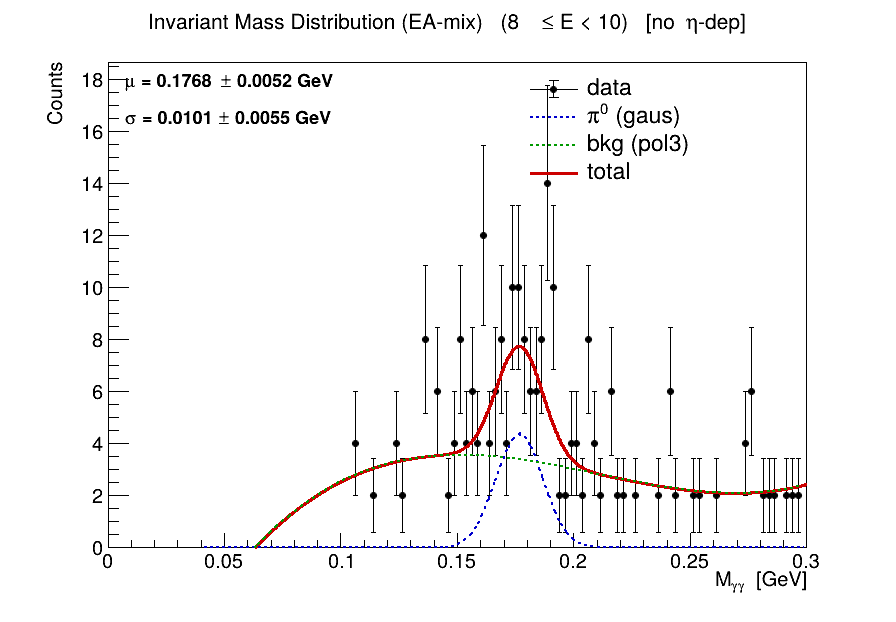 Invariant Mass Distribution (EA-mix) (8 ≤ E < 10) [no η-dep]
μ = 0.1768 ± 0.0052 GeV
σ = 0.0101 ± 0.0055 GeV
data
π⁰ (gaus)
bkg (pol3)
total
Counts
18
16
14
12
10
8
6
4
2
0
0 0.05 0.1 0.15 0.2 0.25 0.3
Mγγ [GeV]